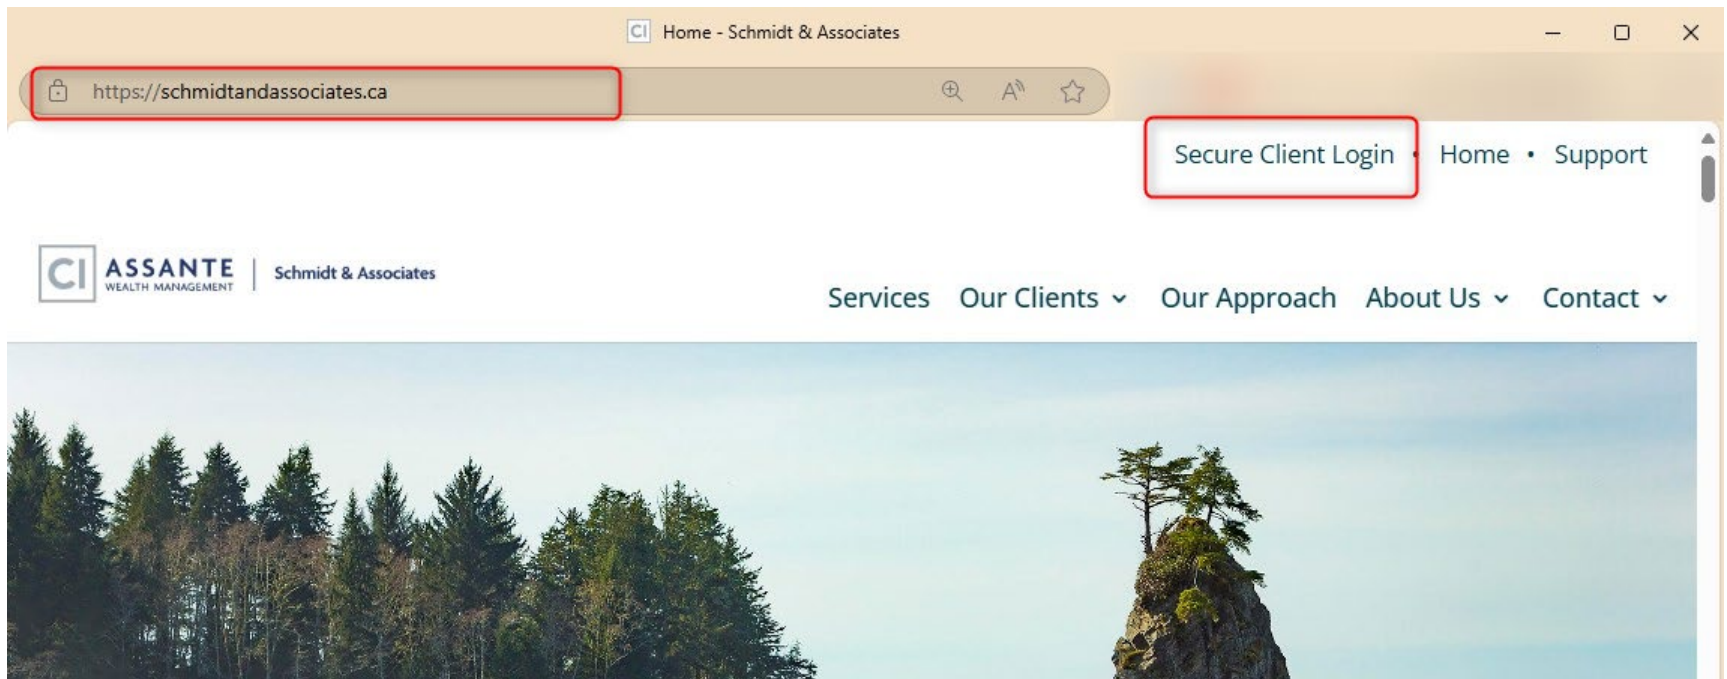 CI Home - Schmidt & Associates
https://schmidtandassociates.ca
Secure Client Login • Home • Support
CI ASSANTE WEALTH MANAGEMENT | Schmidt & Associates
Services Our Clients Our Approach About Us Contact